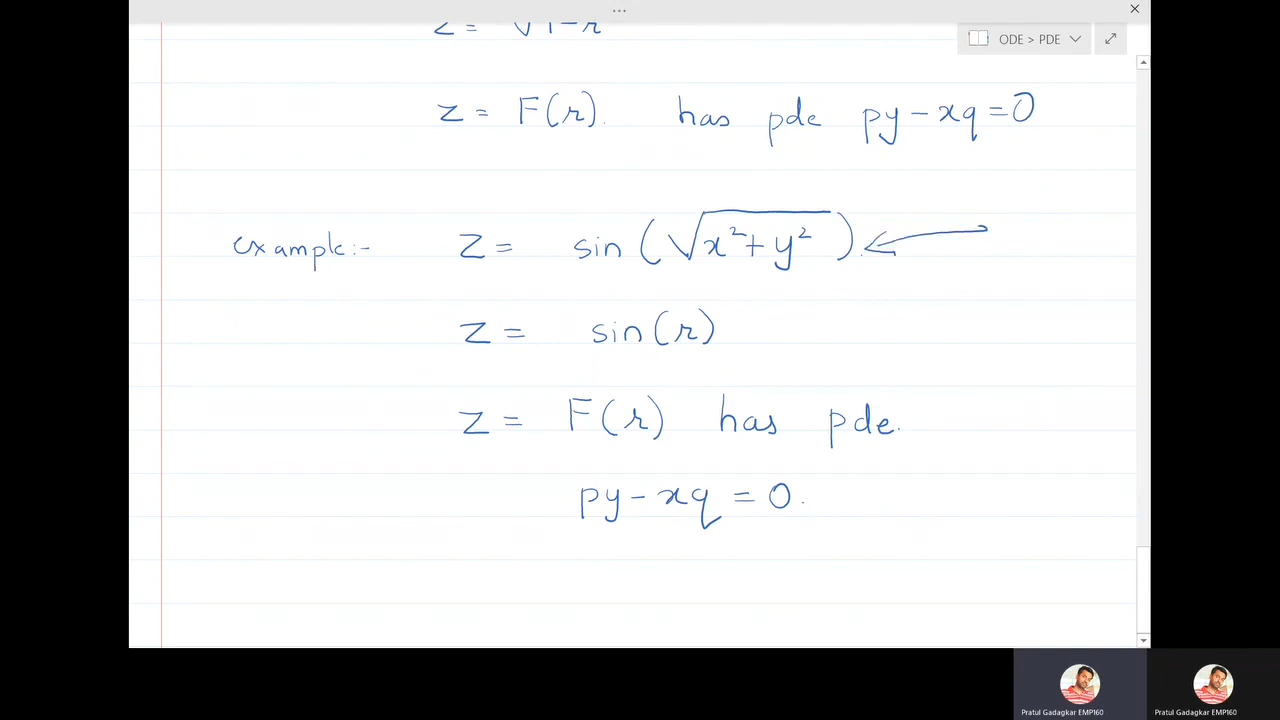 ...
ODE > PDE
z = √1-r
z = F(r). has pde py - xq = 0
example:- z = sin (√x²+y²).
z = sin(r)
z = F(r) has pde.
py - xq = 0.
Pratul Gadagkar EMP160 Pratul Gadagkar EMP160